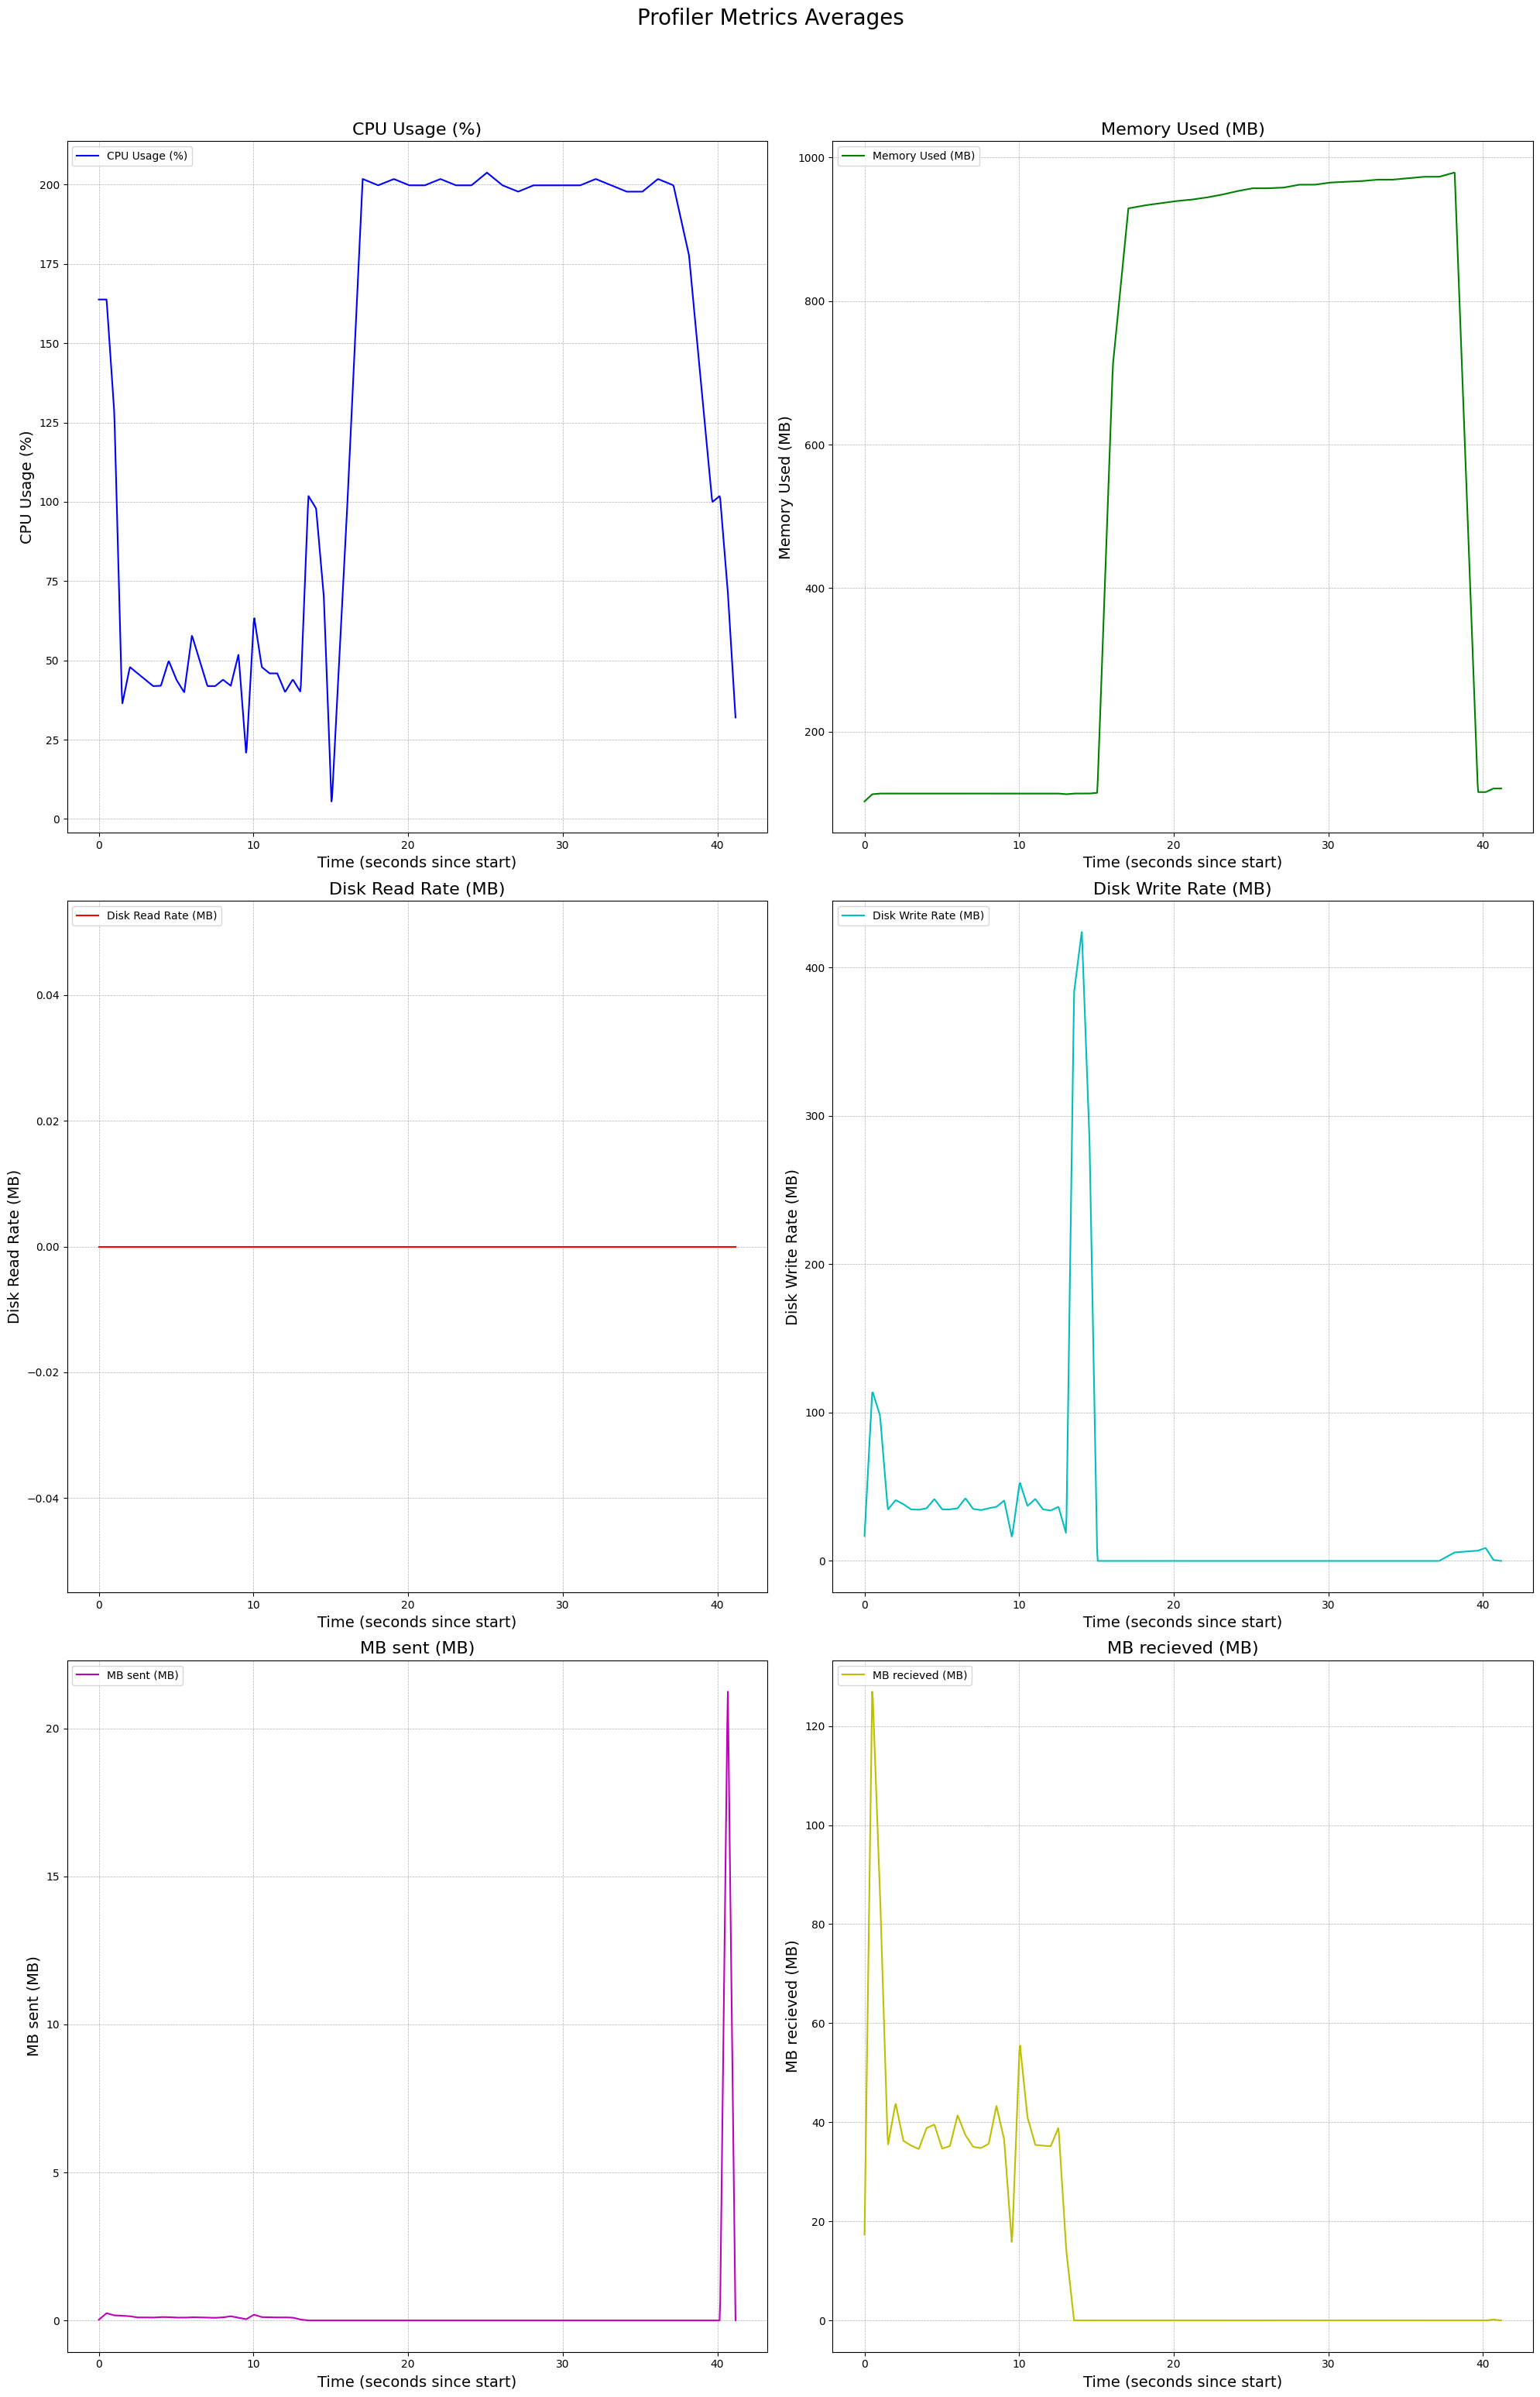 Profiler Metrics Averages
CPU Usage (%)
CPU Usage (%)
CPU Usage (%)
200
175
150
125
100
75
50
25
0
0 10 20 30 40
Time (seconds since start)
Memory Used (MB)
Memory Used (MB)
Memory Used (MB)
1000
800
600
400
200
0 10 20 30 40
Time (seconds since start)
Disk Read Rate (MB)
Disk Read Rate (MB)
Disk Read Rate (MB)
0.04
0.02
0.00
−0.02
−0.04
0 10 20 30 40
Time (seconds since start)
Disk Write Rate (MB)
Disk Write Rate (MB)
Disk Write Rate (MB)
400
300
200
100
0
0 10 20 30 40
Time (seconds since start)
MB sent (MB)
MB sent (MB)
MB sent (MB)
20
15
10
5
0
0 10 20 30 40
Time (seconds since start)
MB recieved (MB)
MB recieved (MB)
MB recieved (MB)
120
100
80
60
40
20
0
0 10 20 30 40
Time (seconds since start)